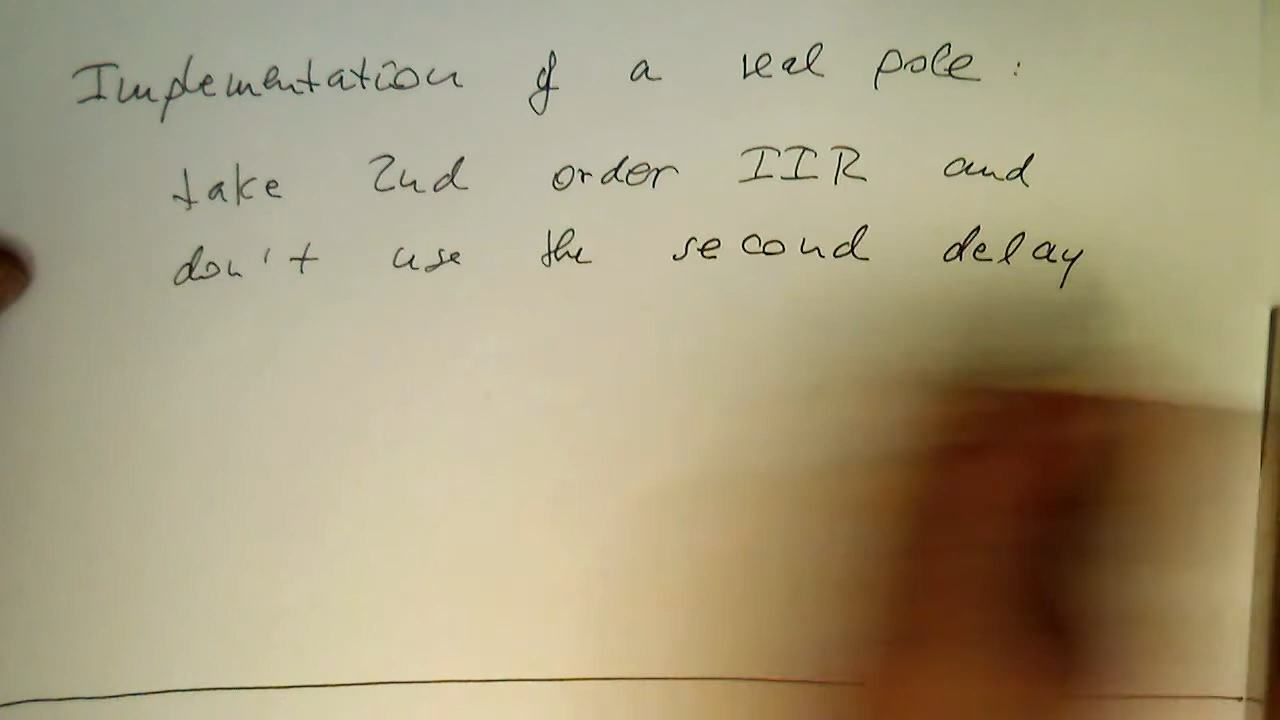 Implementation of a real pole :
take 2nd order IIR and
don't use the second delay